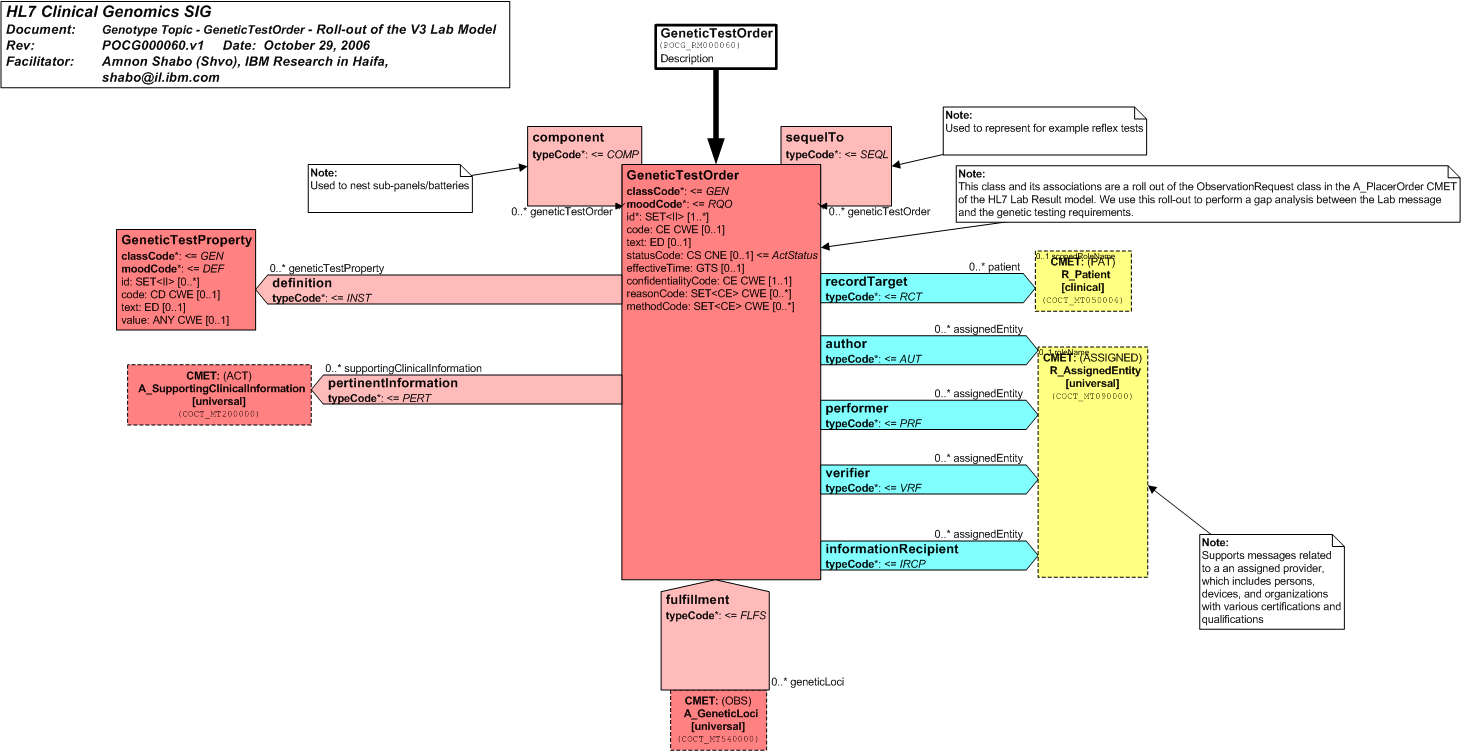 HL7 Clinical Genomics SIG
Document: Genotype Topic - GeneticTestOrder - Roll-out of the V3 Lab Model
Rev: POCG000060.v1 Date: October 29, 2006
Facilitator: Amnon Shabo (Shvo), IBM Research in Haifa,
shabo@il.ibm.com
GeneticTestOrder
(POCG_RM000060)
Description
component
typeCode*: <= COMP
0..* geneticTestOrder
sequelTo
typeCode*: <= SEQL
0..* geneticTestOrder
Note:
Used to represent for example reflex tests
Note:
Used to nest sub-panels/batteries
Note:
This class and its associations are a roll out of the ObservationRequest class in the A_PlacerOrder CMET
of the HL7 Lab Result model. We use this roll-out to perform a gap analysis between the Lab message
and the genetic testing requirements.
GeneticTestOrder
classCode*: <= GEN
moodCode*: <= RQO
id*: SET<II> [1..*]
code: CE CWE [0..1]
text: ED [0..1]
statusCode: CS CNE [0..1] <= ActStatus
effectiveTime: GTS [0..1]
confidentialityCode: CE CWE [1..1]
reasonCode: SET<CE> CWE [0..*]
methodCode: SET<CE> CWE [0..*]
GeneticTestProperty
classCode*: <= GEN
moodCode*: <= DEF
id: SET<II> [0..*]
code: CD CWE [0..1]
text: ED [0..1]
value: ANY CWE [0..1]
0..* geneticTestProperty
definition
typeCode*: <= INST
CMET: (ACT)
A_SupportingClinicalInformation
[universal]
(COCT_MT200000)
0..* supportingClinicalInformation
pertinentInformation
typeCode*: <= PERT
0..* patient
recordTarget
typeCode*: <= RCT
0..1 scopedRoleName
CMET: (PAT)
R_Patient
[clinical]
(COCT_MT050004)
0..* assignedEntity
author
typeCode*: <= AUT
0..1 roleName
CMET: (ASSIGNED)
R_AssignedEntity
[universal]
(COCT_MT090000)
0..* assignedEntity
performer
typeCode*: <= PRF
0..* assignedEntity
verifier
typeCode*: <= VRF
0..* assignedEntity
informationRecipient
typeCode*: <= IRCP
Note:
Supports messages related
to a an assigned provider,
which includes persons,
devices, and organizations
with various certifications and
qualifications
fulfillment
typeCode*: <= FLFS
0..* geneticLoci
CMET: (OBS)
A_GeneticLoci
[universal]
(COCT_MT540000)